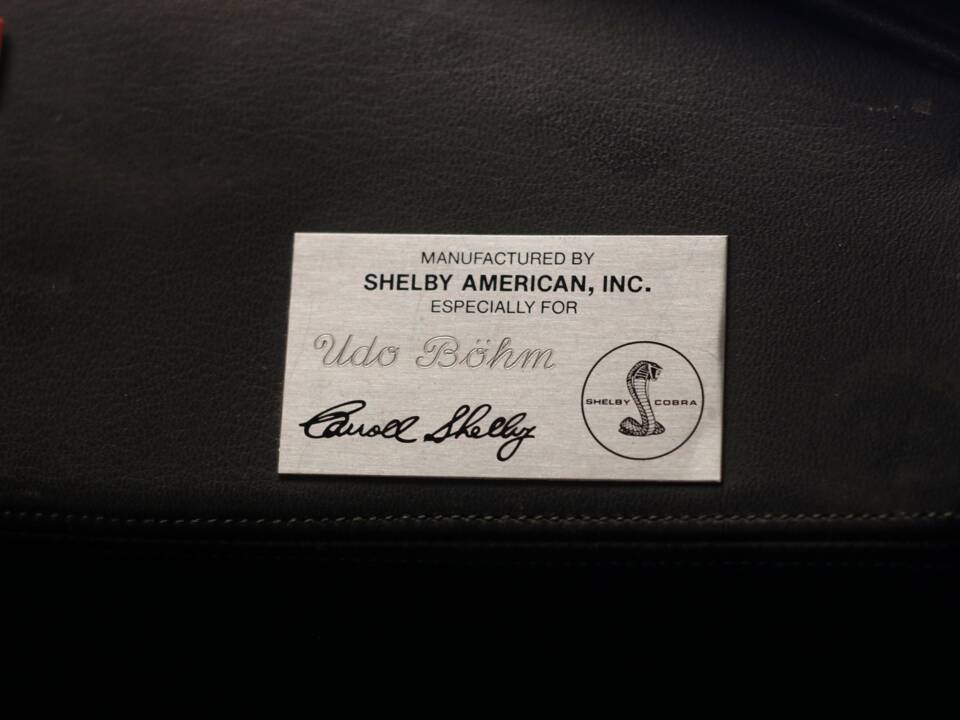 MANUFACTURED BY
SHELBY AMERICAN, INC.
ESPECIALLY FOR
Udo Böhm
Carroll Shelby
SHELBY COBRA